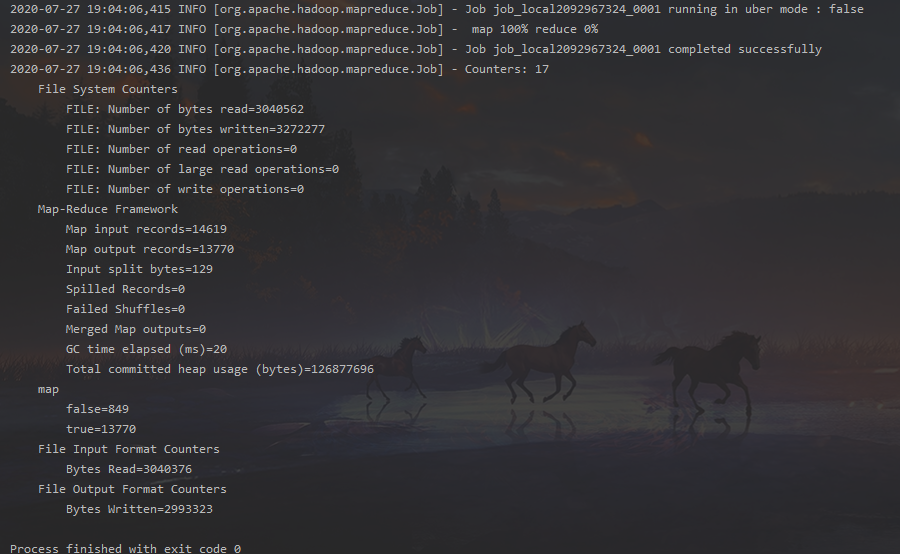 2020-07-27 19:04:06,415 INFO [org.apache.hadoop.mapreduce.Job] - Job job_local2092967324_0001 running in uber mode : false
2020-07-27 19:04:06,417 INFO [org.apache.hadoop.mapreduce.Job] -  map 100% reduce 0%
2020-07-27 19:04:06,420 INFO [org.apache.hadoop.mapreduce.Job] - Job job_local2092967324_0001 completed successfully
2020-07-27 19:04:06,436 INFO [org.apache.hadoop.mapreduce.Job] - Counters: 17
File System Counters
FILE: Number of bytes read=3040562
FILE: Number of bytes written=3272277
FILE: Number of read operations=0
FILE: Number of large read operations=0
FILE: Number of write operations=0
Map-Reduce Framework
Map input records=14619
Map output records=13770
Input split bytes=129
Spilled Records=0
Failed Shuffles=0
Merged Map outputs=0
GC time elapsed (ms)=20
Total committed heap usage (bytes)=126877696
map
false=849
true=13770
File Input Format Counters
Bytes Read=3040376
File Output Format Counters
Bytes Written=2993323
Process finished with exit code 0